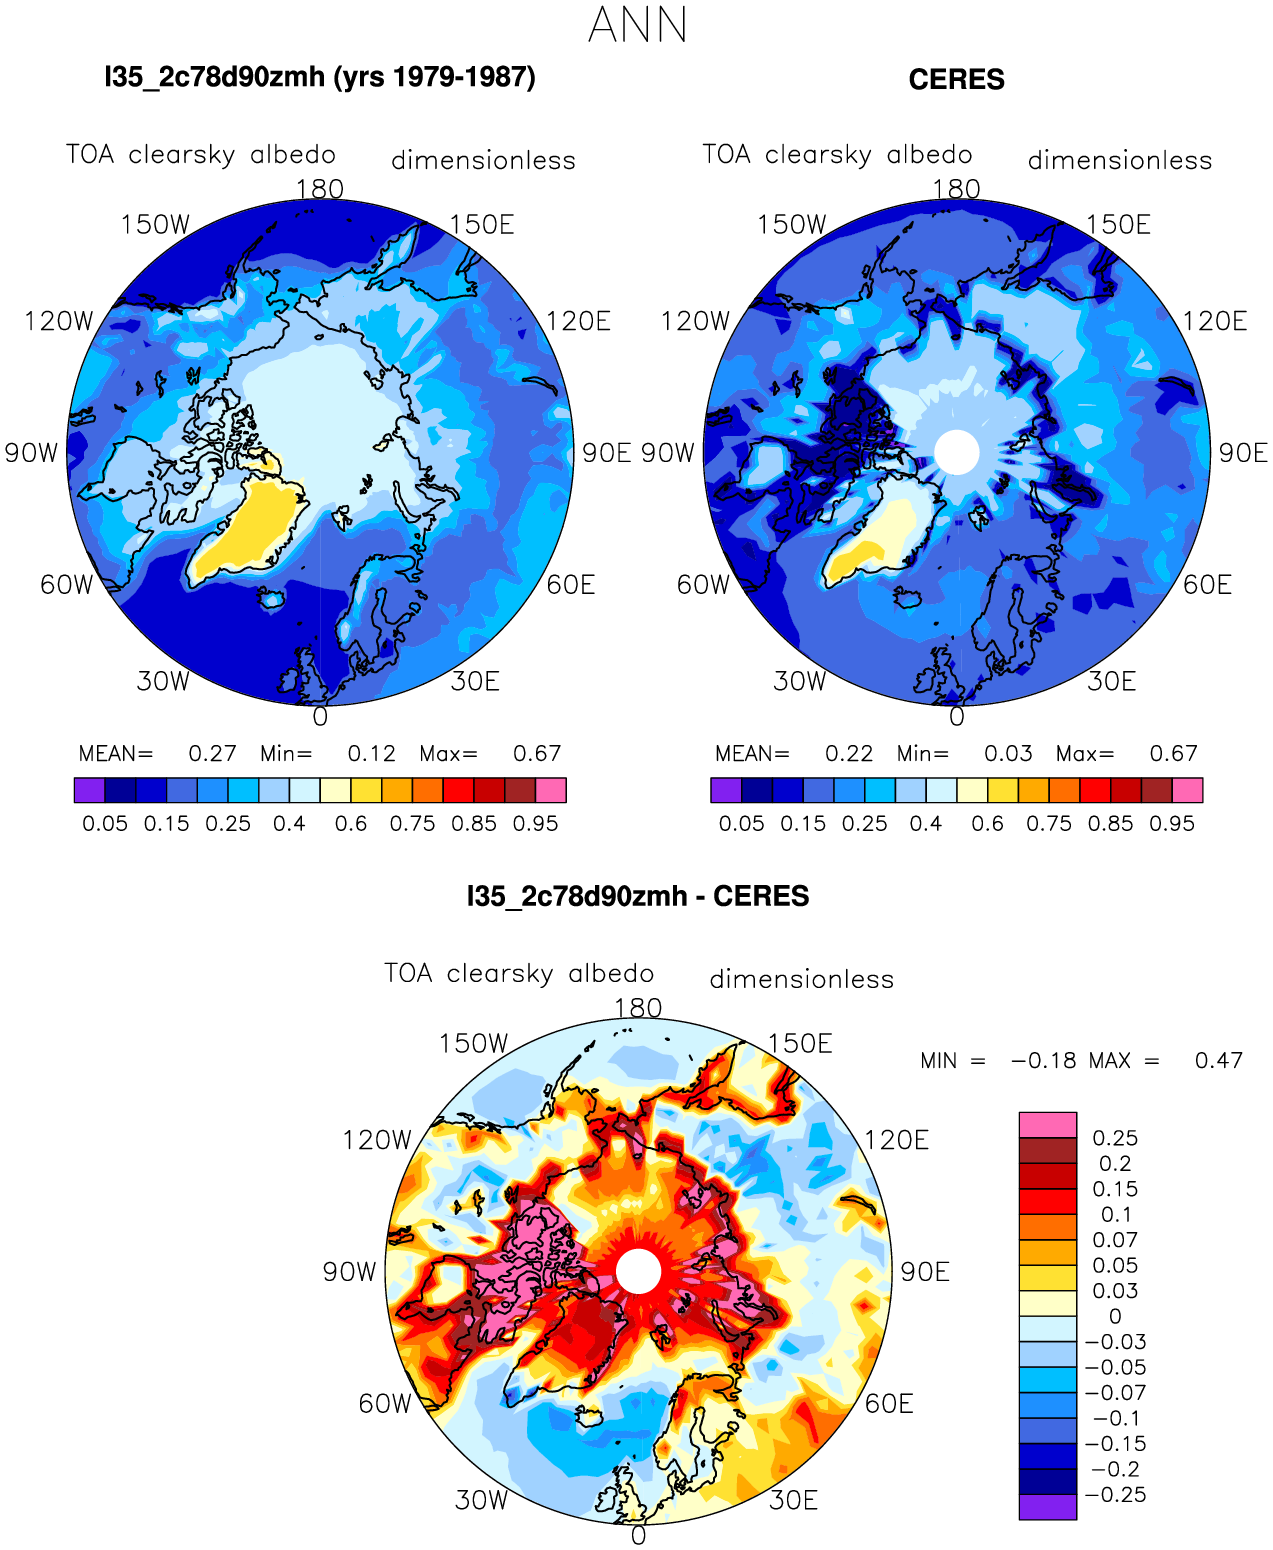 ANN
I35_2c78d90zmh (yrs 1979-1987)
TOA clearsky albedo dimensionless
180
150W 150E
120W 120E
90W 90E
60W 60E
30W 30E
0
MEAN= 0.27 Min= 0.12 Max= 0.67
0.05 0.15 0.25 0.4 0.6 0.75 0.85 0.95
CERES
TOA clearsky albedo dimensionless
180
150W 150E
120W 120E
90W 90E
60W 60E
30W 30E
0
MEAN= 0.22 Min= 0.03 Max= 0.67
0.05 0.15 0.25 0.4 0.6 0.75 0.85 0.95
I35_2c78d90zmh - CERES
TOA clearsky albedo dimensionless
180
150W 150E
120W 120E
90W 90E
60W 60E
30W 30E
0
MIN = -0.18 MAX = 0.47
0.25
0.2
0.15
0.1
0.07
0.05
0.03
0
-0.03
-0.05
-0.07
-0.1
-0.15
-0.2
-0.25